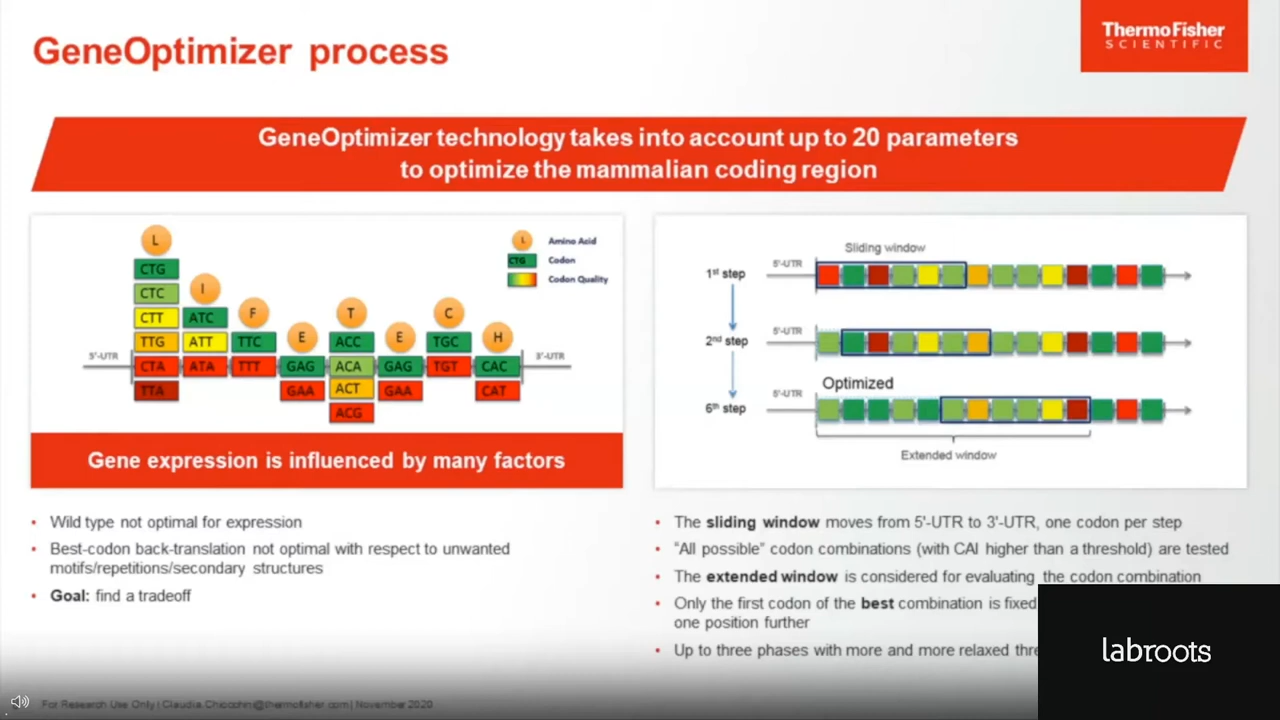 GeneOptimizer process
ThermoFisher
SCIENTIFIC
GeneOptimizer technology takes into account up to 20 parameters
to optimize the mammalian coding region
L
CTG
CTC
CTT
TTG
CTA
TTA
I
ATC
ATT
ATA
F
TTC
TTT
E
GAG
GAA
T
ACC
ACA
ACT
ACG
E
GAG
GAA
C
TGC
TGT
H
CAC
CAT
5'-UTR
3'-UTR
L Amino Acid
CTG Codon
Codon Quality
Gene expression is influenced by many factors
• Wild type not optimal for expression
• Best-codon back-translation not optimal with respect to unwanted
motifs/repetitions/secondary structures
• Goal: find a tradeoff
Sliding window
1st step 5'-UTR
2nd step 5'-UTR
Optimized
6th step 5'-UTR
Extended window
• The sliding window moves from 5'-UTR to 3'-UTR, one codon per step
• "All possible" codon combinations (with CAI higher than a threshold) are tested
• The extended window is considered for evaluating the codon combination
• Only the first codon of the best combination is fixed
one position further
• Up to three phases with more and more relaxed
labroots
For Research Use Only | Claudia.Chiocchini@thermofisher.com | November 2020